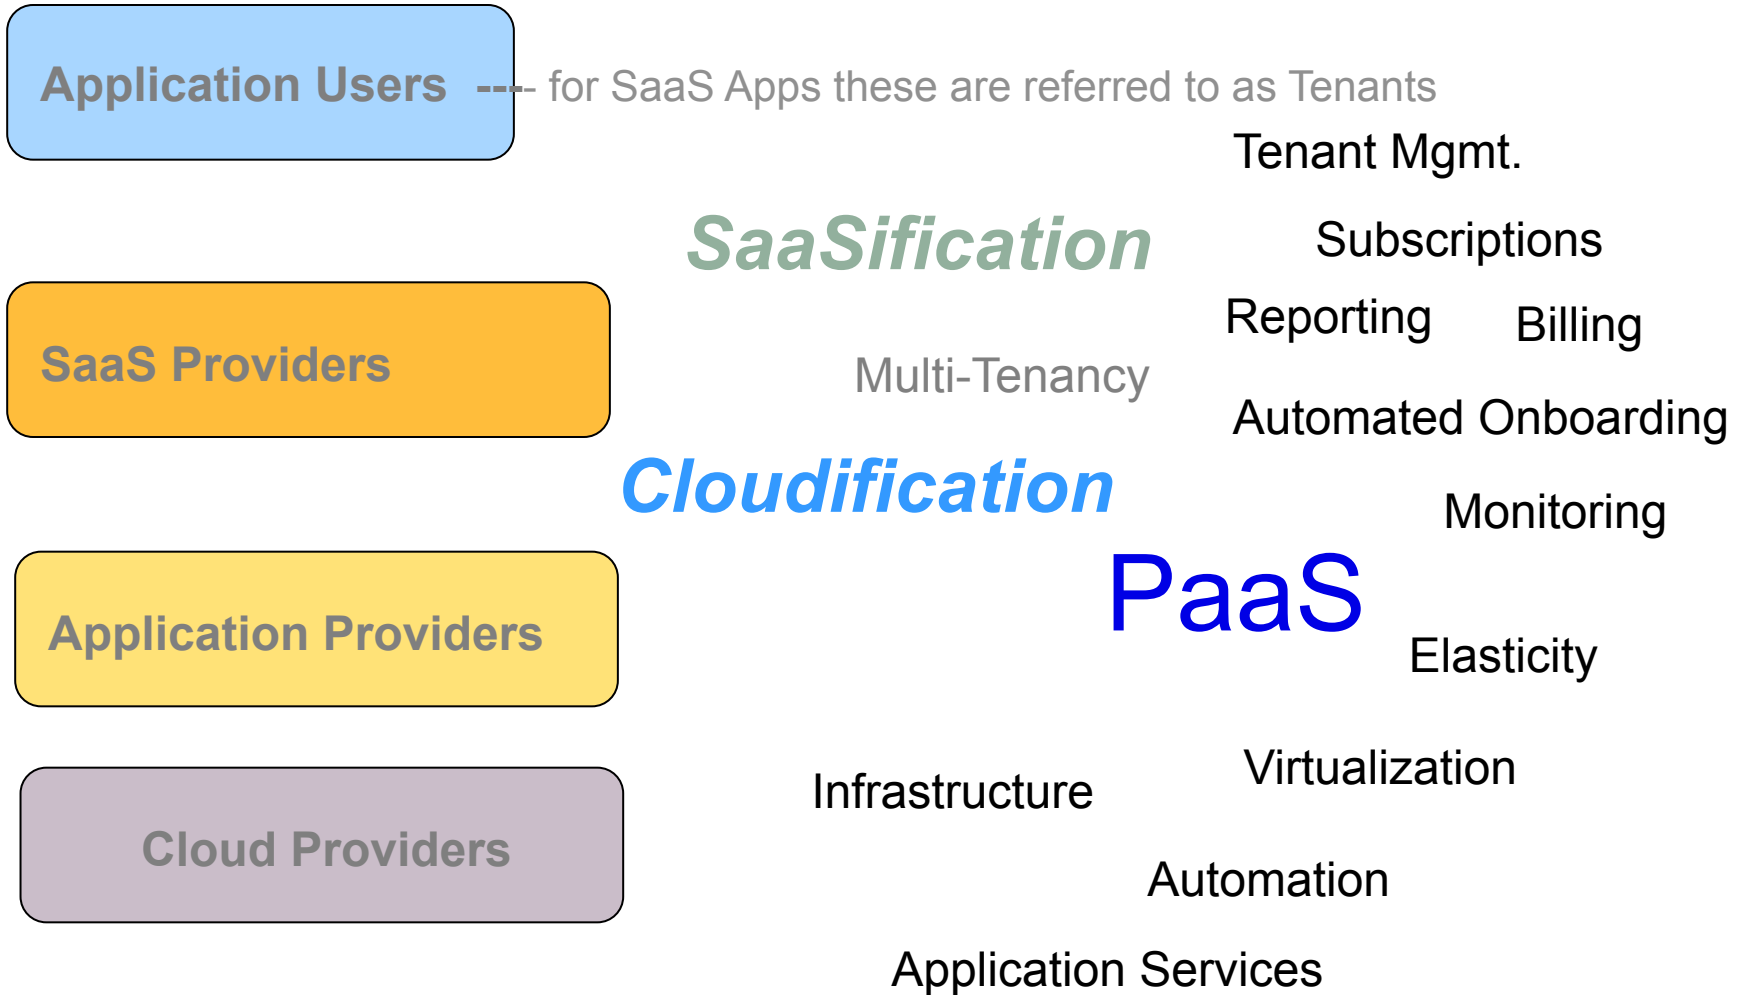 Application Users ---- for SaaS Apps these are referred to as Tenants
Tenant Mgmt.
SaaSification
Subscriptions
Reporting
Billing
SaaS Providers
Multi-Tenancy
Automated Onboarding
Cloudification
Monitoring
PaaS
Application Providers
Elasticity
Virtualization
Infrastructure
Cloud Providers
Automation
Application Services